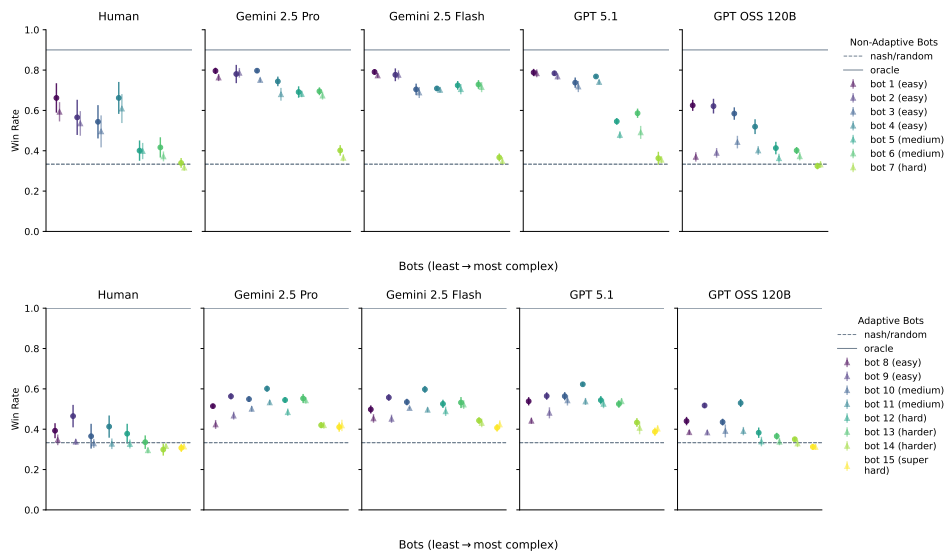 Human
Gemini 2.5 Pro
Gemini 2.5 Flash
GPT 5.1
GPT OSS 120B
1.0
0.8
0.6
0.4
0.2
0.0
Win Rate
Non-Adaptive Bots
nash/random
oracle
bot 1 (easy)
bot 2 (easy)
bot 3 (easy)
bot 4 (easy)
bot 5 (medium)
bot 6 (medium)
bot 7 (hard)
Bots (least→most complex)
Human
Gemini 2.5 Pro
Gemini 2.5 Flash
GPT 5.1
GPT OSS 120B
1.0
0.8
0.6
0.4
0.2
0.0
Win Rate
Adaptive Bots
nash/random
oracle
bot 8 (easy)
bot 9 (easy)
bot 10 (medium)
bot 11 (medium)
bot 12 (hard)
bot 13 (harder)
bot 14 (harder)
bot 15 (super
hard)
Bots (least→most complex)